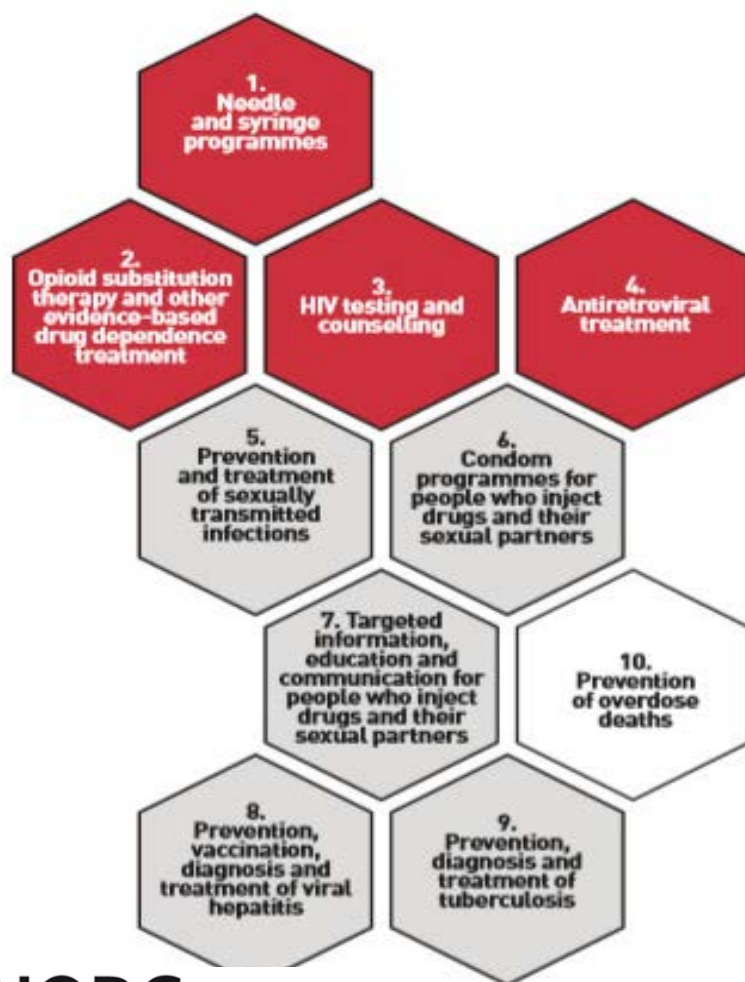 1.
Needle
and syringe
programmes
2.
Opioid substitution
therapy and other
evidence-based
drug dependence
treatment
3.
HIV testing and
counselling
4.
Antiretroviral
treatment
5.
Prevention
and treatment
of sexually
transmitted
infections
6.
Condom
programmes for
people who inject
drugs and their
sexual partners
7. Targeted
information,
education and
communication for
people who inject
drugs and their
sexual partners
10.
Prevention
of overdose
deaths
8.
Prevention,
vaccination,
diagnosis and
treatment of viral
hepatitis
9.
Prevention,
diagnosis and
treatment of
tuberculosis